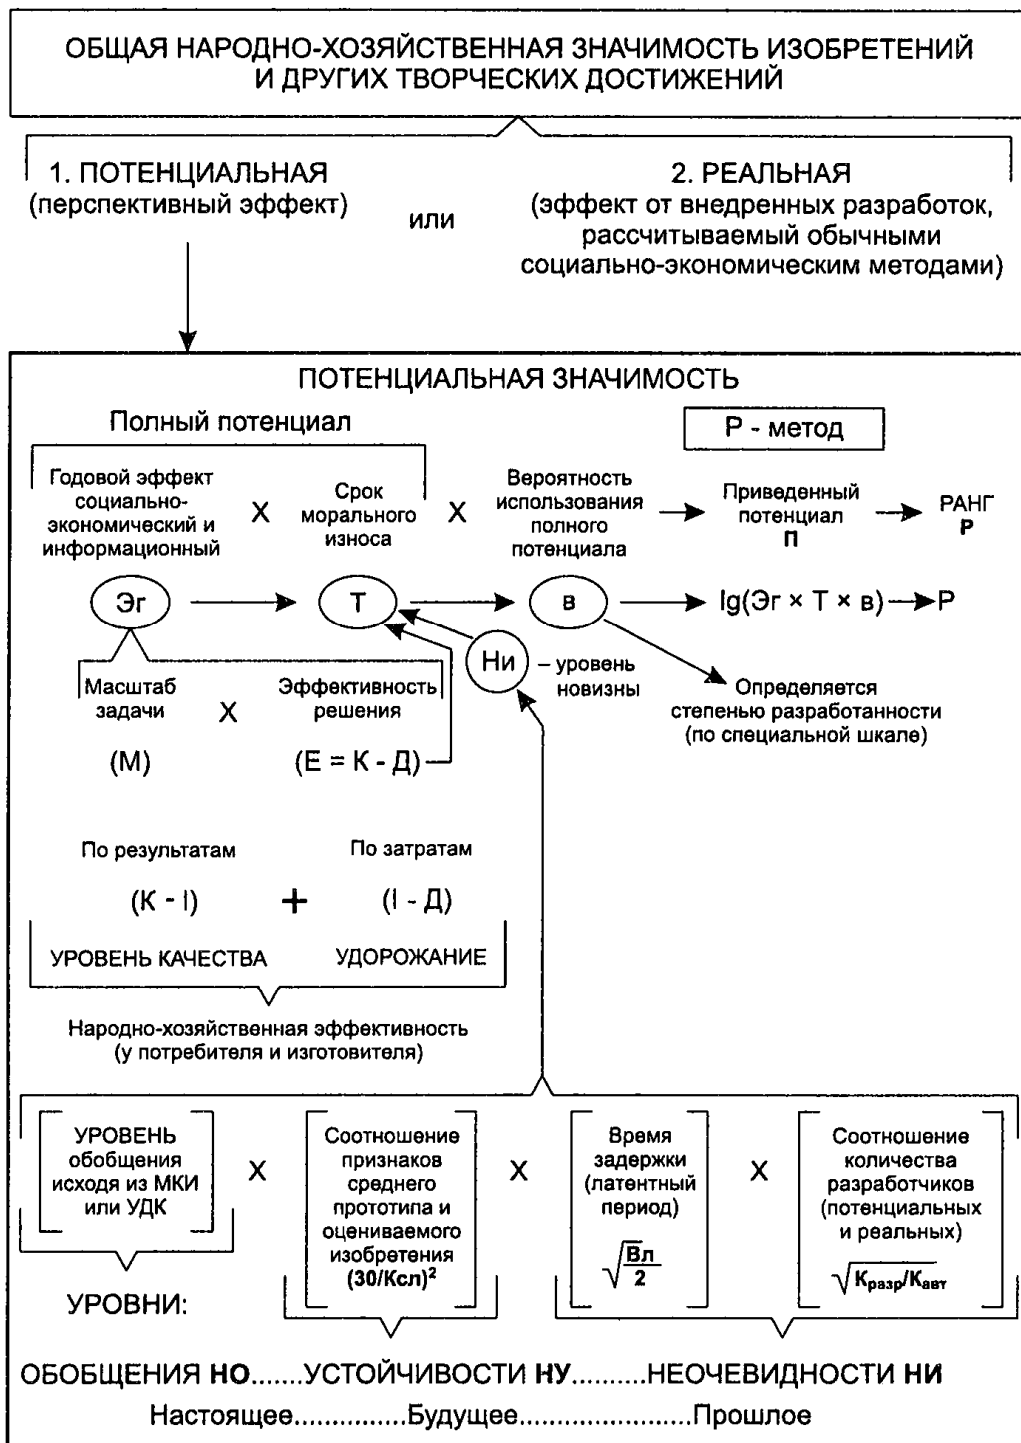 ОБЩАЯ НАРОДНО-ХОЗЯЙСТВЕННАЯ ЗНАЧИМОСТЬ ИЗОБРЕТЕНИЙ
И ДРУГИХ ТВОРЧЕСКИХ ДОСТИЖЕНИЙ
1. ПОТЕНЦИАЛЬНАЯ
(перспективный эффект)
или
2. РЕАЛЬНАЯ
(эффект от внедренных разработок,
рассчитываемый обычными
социально-экономическим методами)
ПОТЕНЦИАЛЬНАЯ ЗНАЧИМОСТЬ
Полный потенциал
Р - метод
Годовой эффект
социально-
экономический и
информационный
X
Срок
морального
износа
X
Вероятность
использования
полного
потенциала
Приведенный
потенциал
П
РАНГ
Р
Эг
Т
в
lg(Эг × Т × в)
Р
Ни
– уровень
новизны
Масштаб
задачи
(М)
X
Эффективность
решения
(Е = К - Д)
Определяется
степенью разработанности
(по специальной шкале)
По результатам
(К - I)
+
По затратам
(I - Д)
УРОВЕНЬ КАЧЕСТВА
УДОРОЖАНИЕ
Народно-хозяйственная эффективность
(у потребителя и изготовителя)
УРОВЕНЬ
обобщения
исходя из МКИ
или УДК
X
Соотношение
признаков
среднего
прототипа и
оцениваемого
изобретения
(30/Ксл)²
X
Время
задержки
(латентный
период)
√Вл/2
X
Соотношение
количества
разработчиков
(потенциальных
и реальных)
√Кразр/Кавт
УРОВНИ:
ОБОБЩЕНИЯ НО.......УСТОЙЧИВОСТИ НУ..........НЕОЧЕВИДНОСТИ НИ
Настоящее...............Будущее......................Прошлое